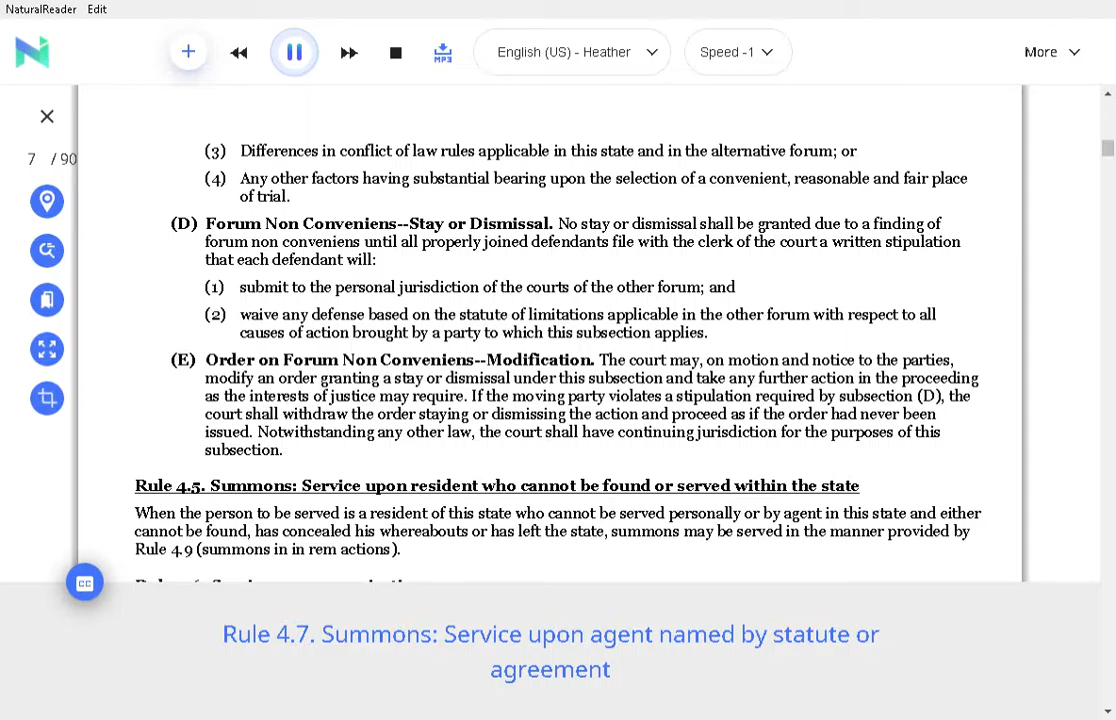 NaturalReader Edit
MP3
English (US) - Heather
Speed -1
More
7 / 90
(3) Differences in conflict of law rules applicable in this state and in the alternative forum; or
(4) Any other factors having substantial bearing upon the selection of a convenient, reasonable and fair place
of trial.
(D) Forum Non Conveniens--Stay or Dismissal. No stay or dismissal shall be granted due to a finding of
forum non conveniens until all properly joined defendants file with the clerk of the court a written stipulation
that each defendant will:
(1) submit to the personal jurisdiction of the courts of the other forum; and
(2) waive any defense based on the statute of limitations applicable in the other forum with respect to all
causes of action brought by a party to which this subsection applies.
(E) Order on Forum Non Conveniens--Modification. The court may, on motion and notice to the parties,
modify an order granting a stay or dismissal under this subsection and take any further action in the proceeding
as the interests of justice may require. If the moving party violates a stipulation required by subsection (D), the
court shall withdraw the order staying or dismissing the action and proceed as if the order had never been
issued. Notwithstanding any other law, the court shall have continuing jurisdiction for the purposes of this
subsection.
Rule 4.5. Summons: Service upon resident who cannot be found or served within the state
When the person to be served is a resident of this state who cannot be served personally or by agent in this state and either
cannot be found, has concealed his whereabouts or has left the state, summons may be served in the manner provided by
Rule 4.9 (summons in in rem actions).
CC
Rule 4.7. Summons: Service upon agent named by statute or
agreement